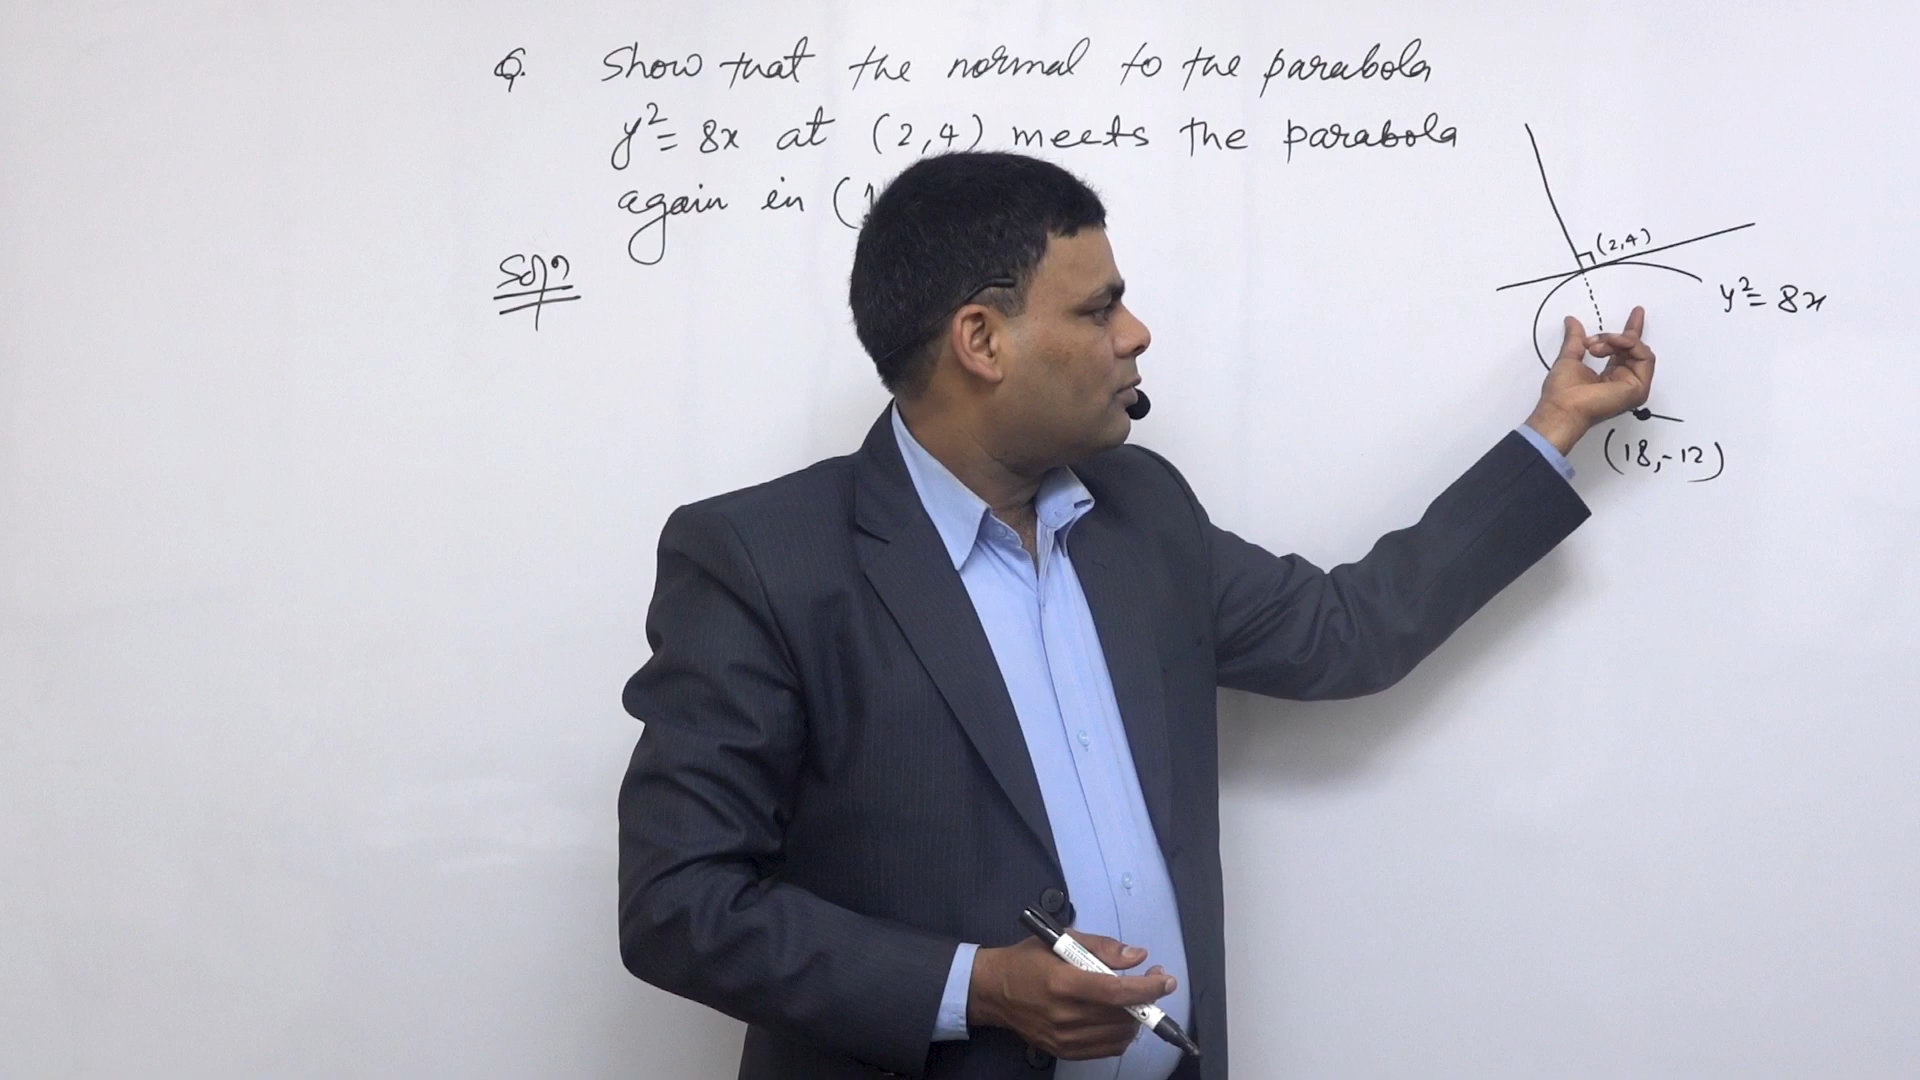 Q. Show that the normal to the parabola
y² = 8x at (2,4) meets the parabola
again in (1
Solⁿ
(2,4)
y² = 8x
(18,-12)